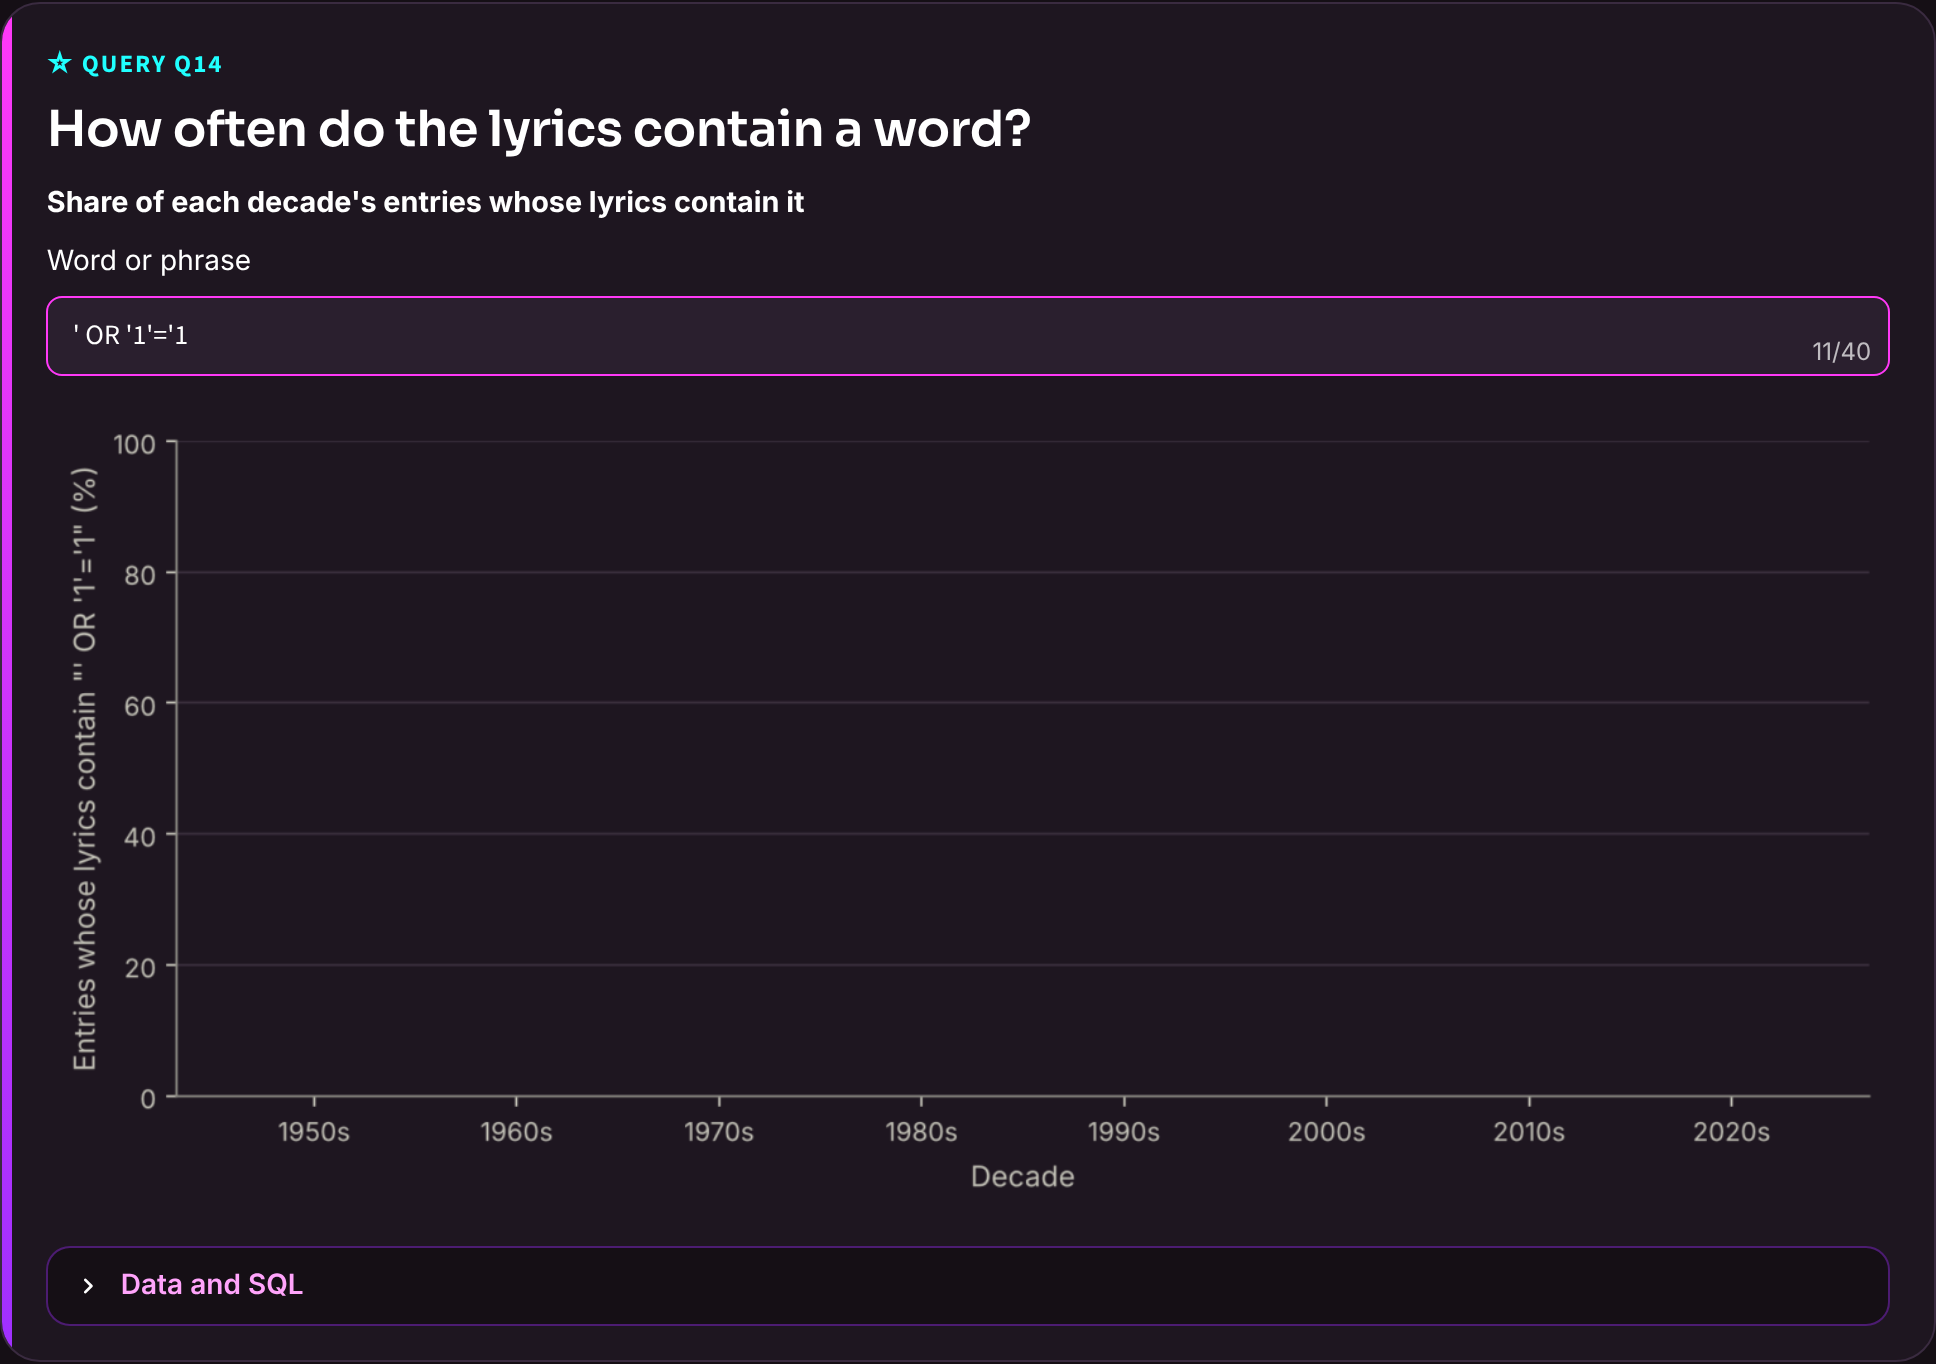 ☆ QUERY Q14
How often do the lyrics contain a word?
Share of each decade's entries whose lyrics contain it
Word or phrase
' OR '1'='1
11/40
Entries whose lyrics contain "' OR '1'='1" (%)
100
80
60
40
20
0
1950s 1960s 1970s 1980s 1990s 2000s 2010s 2020s
Decade
Data and SQL